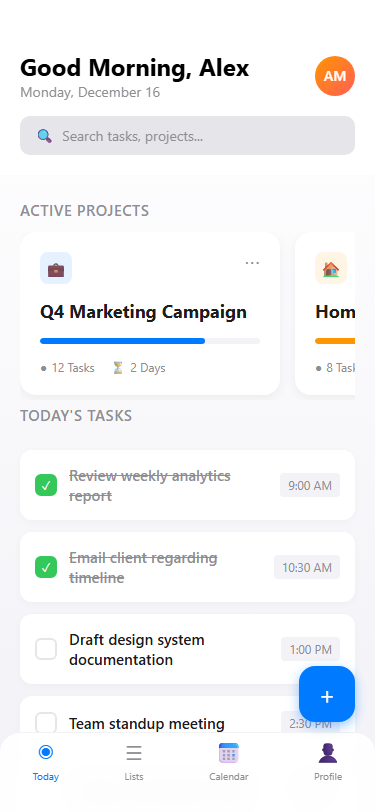 Good Morning, Alex
Monday, December 16
AM
Search tasks, projects...
ACTIVE PROJECTS
...
Q4 Marketing Campaign
● 12 Tasks
2 Days
Hom
● 8 Task
TODAY'S TASKS
Review weekly analytics
report
9:00 AM
Email client regarding
timeline
10:30 AM
Draft design system
documentation
1:00 PM
Team standup meeting
2:30 PM
+
Today
Lists
Calendar
Profile